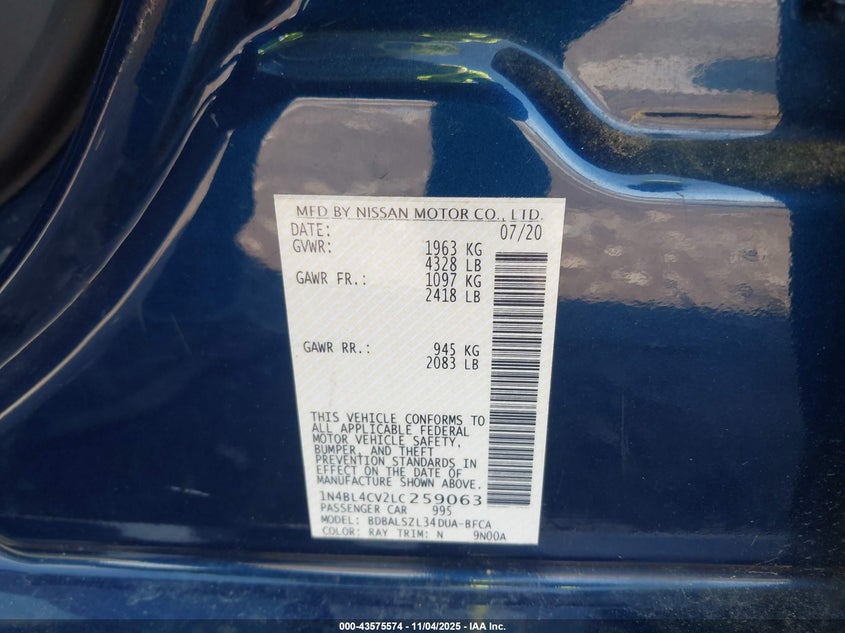 MFD BY NISSAN MOTOR CO., LTD.
DATE: 07/20
GVWR: 1963 KG
4328 LB
GAWR FR.: 1097 KG
2418 LB
GAWR RR.: 945 KG
2083 LB
THIS VEHICLE CONFORMS TO
ALL APPLICABLE FEDERAL
MOTOR VEHICLE SAFETY,
BUMPER, AND THEFT
PREVENTION STANDARDS IN
EFFECT ON THE DATE OF
MANUFACTURE SHOWN ABOVE.
1N4BL4CV2LC259063
PASSENGER CAR 995
MODEL: BDBALSZL34DUA-BFCA
COLOR: RAY TRIM: N 9N00A
000-43575574 | 11/04/2025 - IAA Inc.